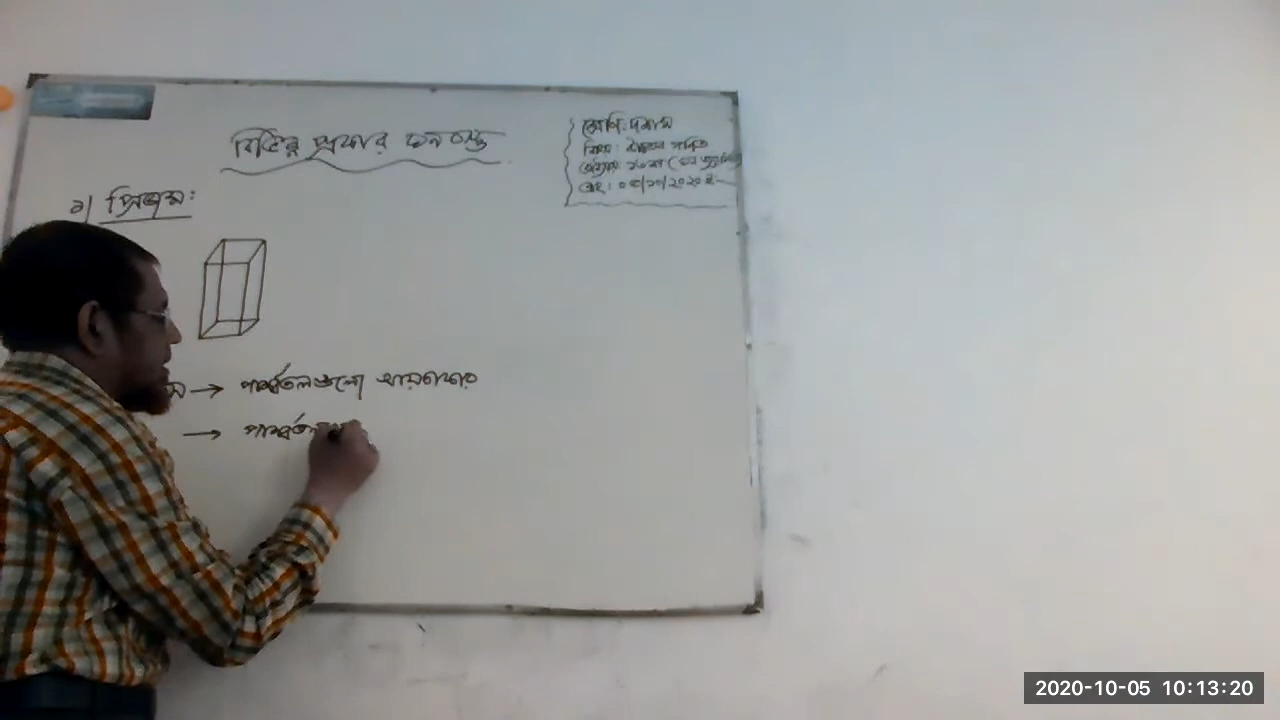 বিভিন্ন প্রকার ঘনবস্তু
শ্রেণি: দশম
বিষয়: উচ্চতর গণিত
অধ্যায়: ১৩শ (ঘন জ্যামিতি)
তাং: ০৫/১০/২০২০ ইং
১) প্রিজম:
ম → পার্শ্বতলগুলো আয়তাকার
→ পার্শ্বতল
2020-10-05 10:13:20